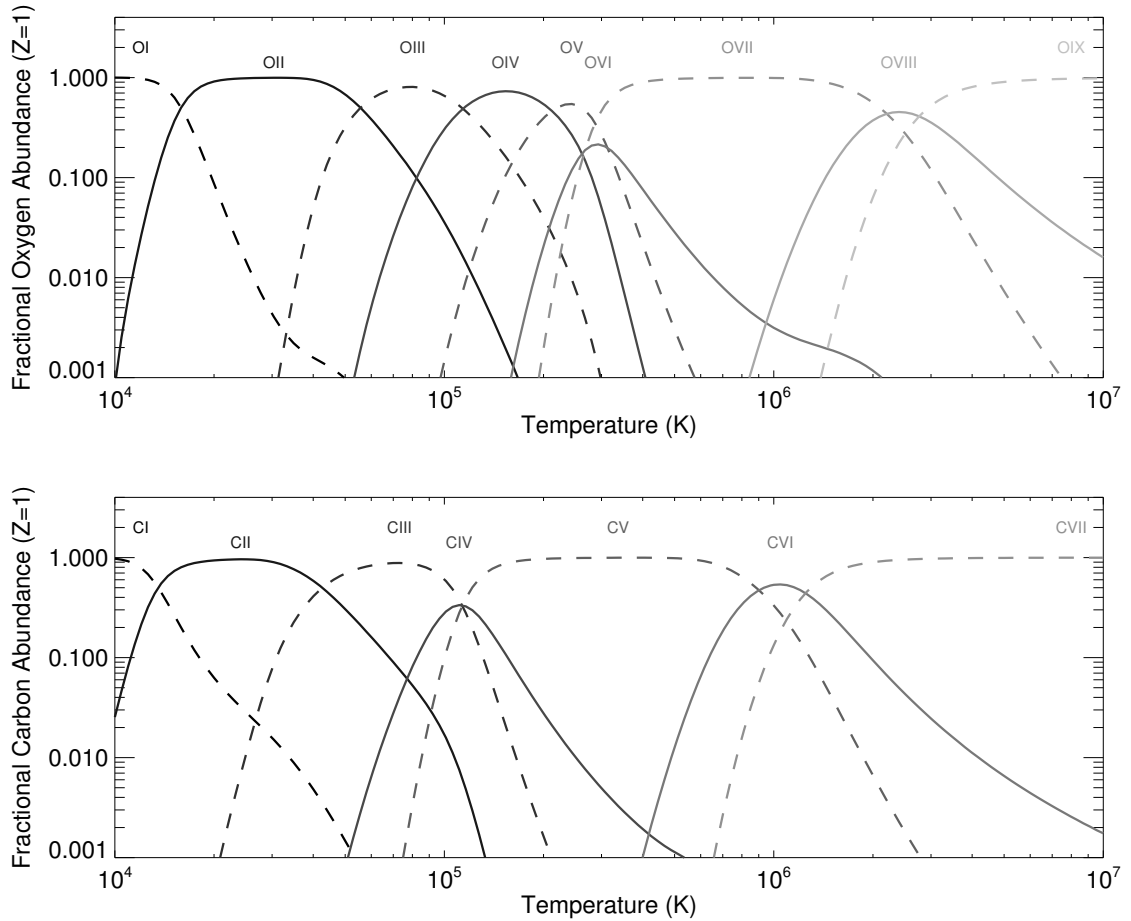 OI OII OIII OIV OV OVI OVII OVIII OIX
Fractional Oxygen Abundance (Z=1)
1.000
0.100
0.010
0.001
10^4 10^5 10^6 10^7
Temperature (K)
CI CII CIII CIV CV CVI CVII
Fractional Carbon Abundance (Z=1)
1.000
0.100
0.010
0.001
10^4 10^5 10^6 10^7
Temperature (K)